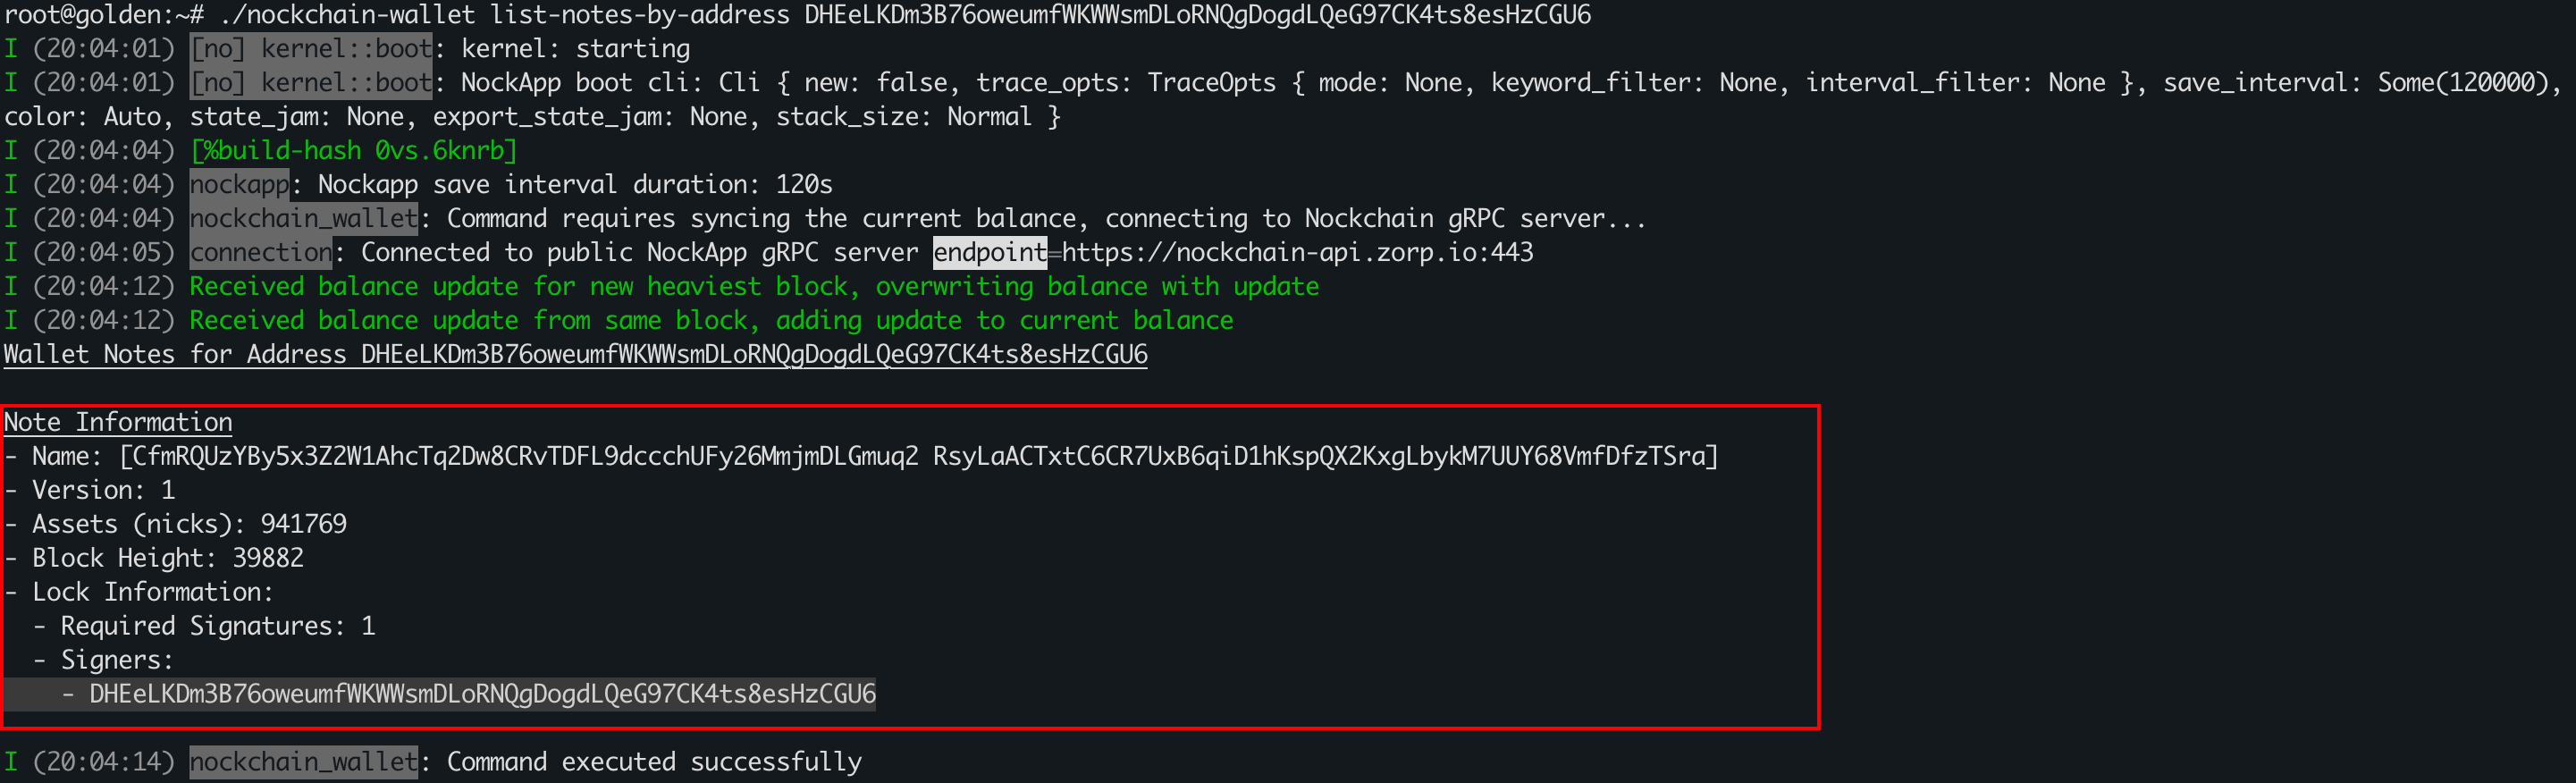 root@golden:~# ./nockchain-wallet list-notes-by-address DHEeLKDm3B76oweumfWKWWsmDLoRNQgDogdLQeG97CK4ts8esHzCGU6
I (20:04:01) [no] kernel::boot: kernel: starting
I (20:04:01) [no] kernel::boot: NockApp boot cli: Cli { new: false, trace_opts: TraceOpts { mode: None, keyword_filter: None, interval_filter: None }, save_interval: Some(120000),
color: Auto, state_jam: None, export_state_jam: None, stack_size: Normal }
I (20:04:04) [%build-hash 0vs.6knrb]
I (20:04:04) nockapp: Nockapp save interval duration: 120s
I (20:04:04) nockchain_wallet: Command requires syncing the current balance, connecting to Nockchain gRPC server...
I (20:04:05) connection: Connected to public NockApp gRPC server endpoint=https://nockchain-api.zorp.io:443
I (20:04:12) Received balance update for new heaviest block, overwriting balance with update
I (20:04:12) Received balance update from same block, adding update to current balance
Wallet Notes for Address DHEeLKDm3B76oweumfWKWWsmDLoRNQgDogdLQeG97CK4ts8esHzCGU6
Note Information
- Name: [CfmRQUzYBy5x3Z2W1AhcTq2Dw8CRvTDFL9dccchUFy26MmjmDLGmuq2 RsyLaACTxtC6CR7UxB6qiD1hKspQX2KxgLbykM7UUY68VmfDfzTSra]
- Version: 1
- Assets (nicks): 941769
- Block Height: 39882
- Lock Information:
- Required Signatures: 1
- Signers:
- DHEeLKDm3B76oweumfWKWWsmDLoRNQgDogdLQeG97CK4ts8esHzCGU6
I (20:04:14) nockchain_wallet: Command executed successfully